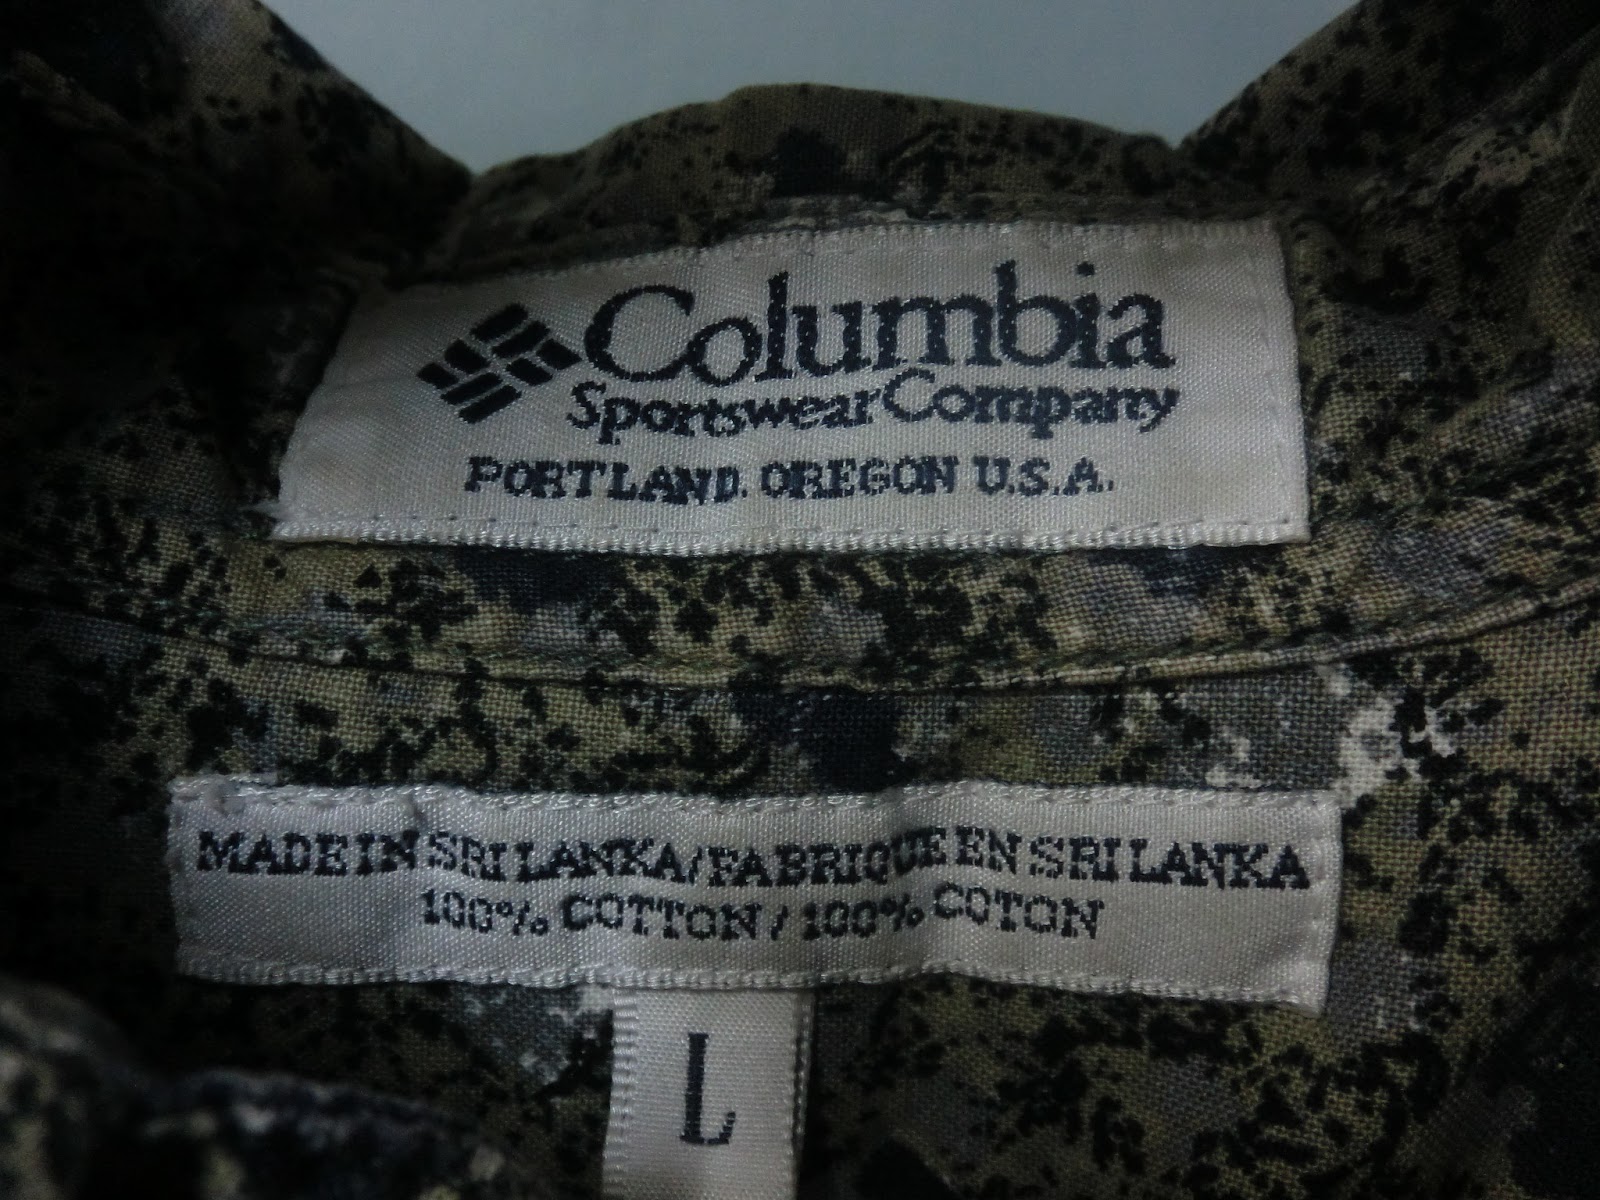 Columbia
Sportswear Company
PORTLAND, OREGON U.S.A.
MADE IN SRI LANKA/FABRIQUE EN SRI LANKA
100% COTTON / 100% COTON
L